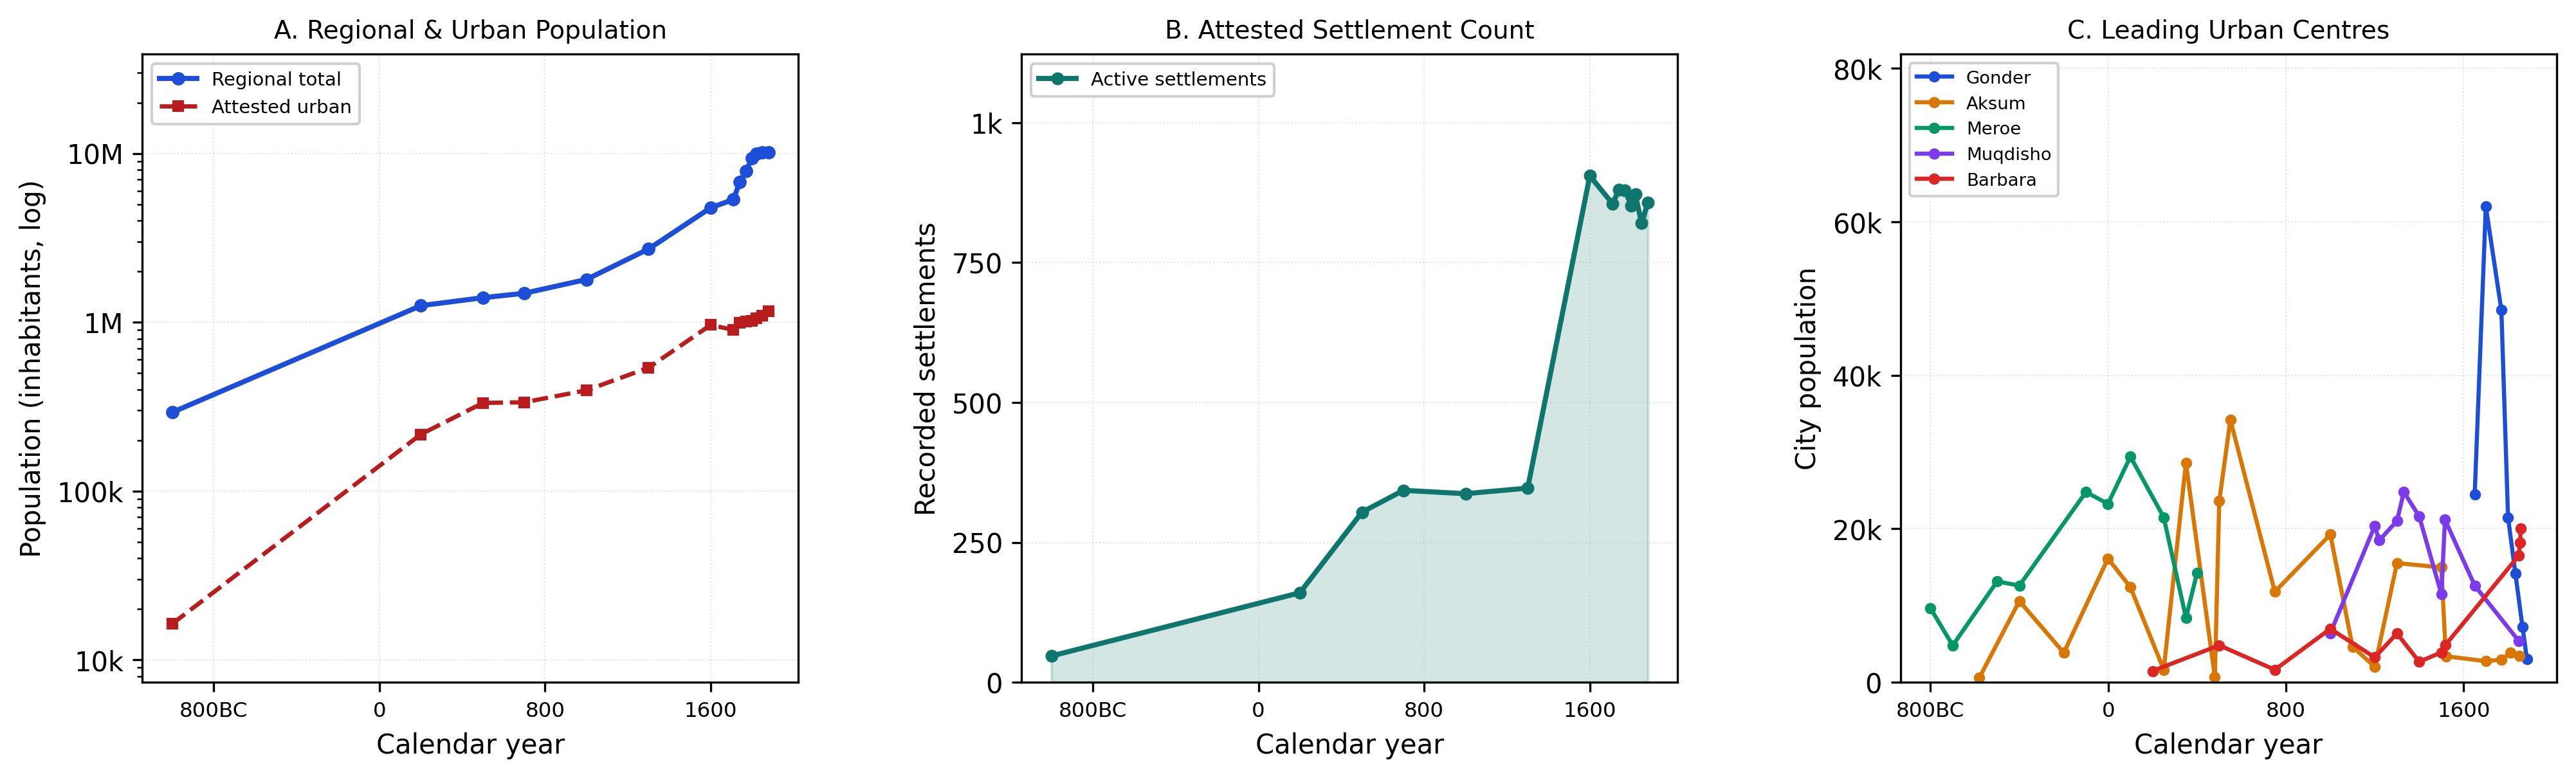 A. Regional & Urban Population
Regional total
Attested urban
Population (inhabitants, log)
10M
1M
100k
10k
800BC
0
800
1600
Calendar year
B. Attested Settlement Count
Active settlements
Recorded settlements
1k
750
500
250
0
800BC
0
800
1600
Calendar year
C. Leading Urban Centres
Gonder
Aksum
Meroe
Muqdisho
Barbara
City population
80k
60k
40k
20k
0
800BC
0
800
1600
Calendar year